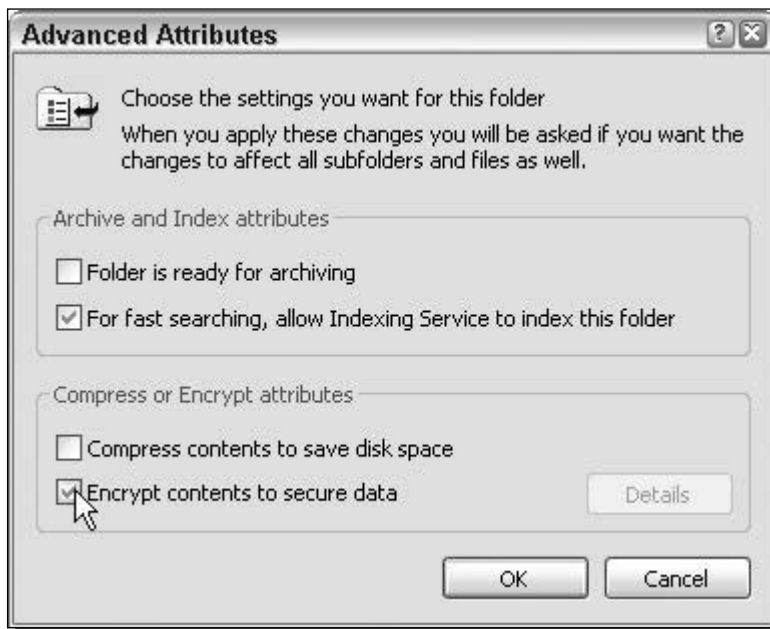 Advanced Attributes
Choose the settings you want for this folder
When you apply these changes you will be asked if you want the
changes to affect all subfolders and files as well.
Archive and Index attributes
Folder is ready for archiving
For fast searching, allow Indexing Service to index this folder
Compress or Encrypt attributes
Compress contents to save disk space
Encrypt contents to secure data
Details
OK
Cancel